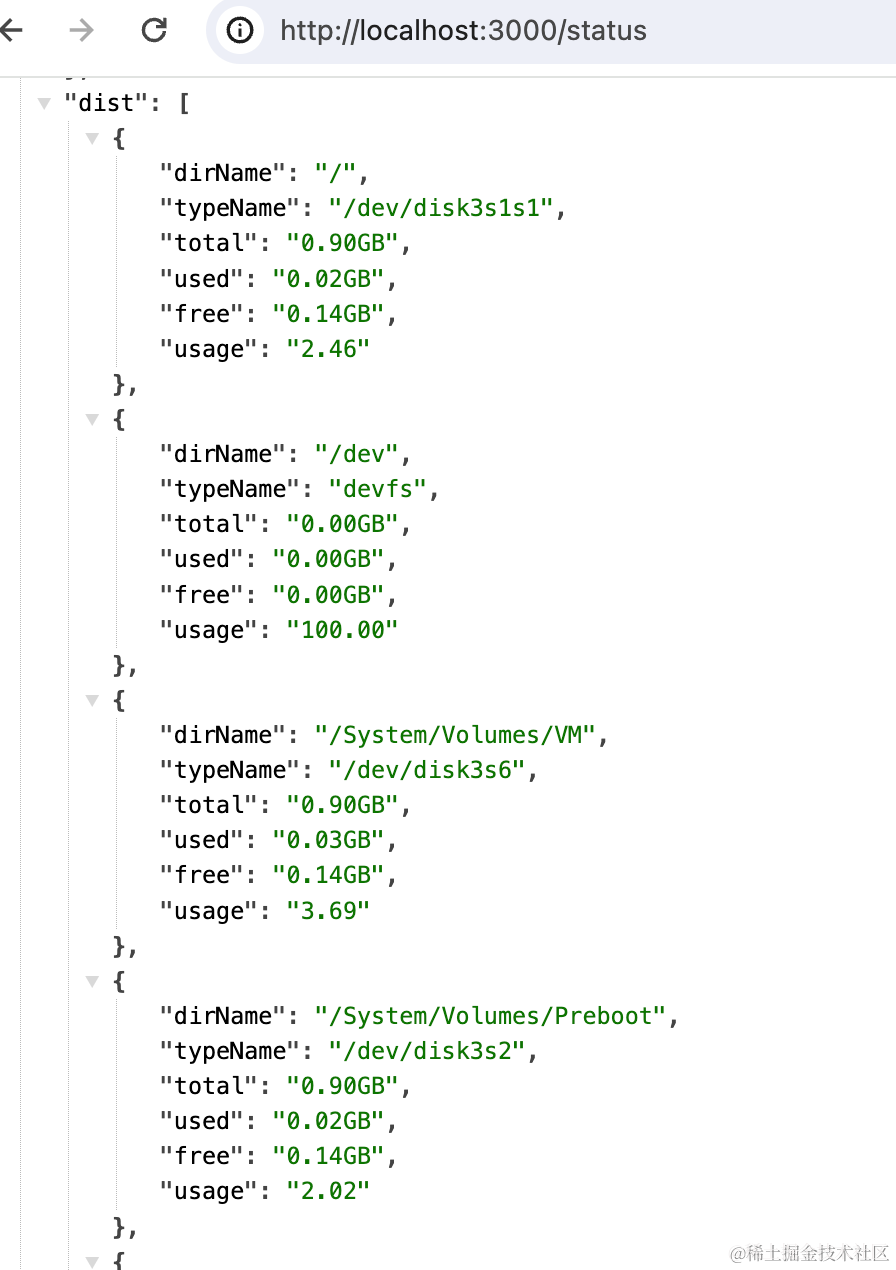 http://localhost:3000/status
"dist": [
{
"dirName": "/",
"typeName": "/dev/disk3s1s1",
"total": "0.90GB",
"used": "0.02GB",
"free": "0.14GB",
"usage": "2.46"
},
{
"dirName": "/dev",
"typeName": "devfs",
"total": "0.00GB",
"used": "0.00GB",
"free": "0.00GB",
"usage": "100.00"
},
{
"dirName": "/System/Volumes/VM",
"typeName": "/dev/disk3s6",
"total": "0.90GB",
"used": "0.03GB",
"free": "0.14GB",
"usage": "3.69"
},
{
"dirName": "/System/Volumes/Preboot",
"typeName": "/dev/disk3s2",
"total": "0.90GB",
"used": "0.02GB",
"free": "0.14GB",
"usage": "2.02"
},
{
@稀土掘金技术社区